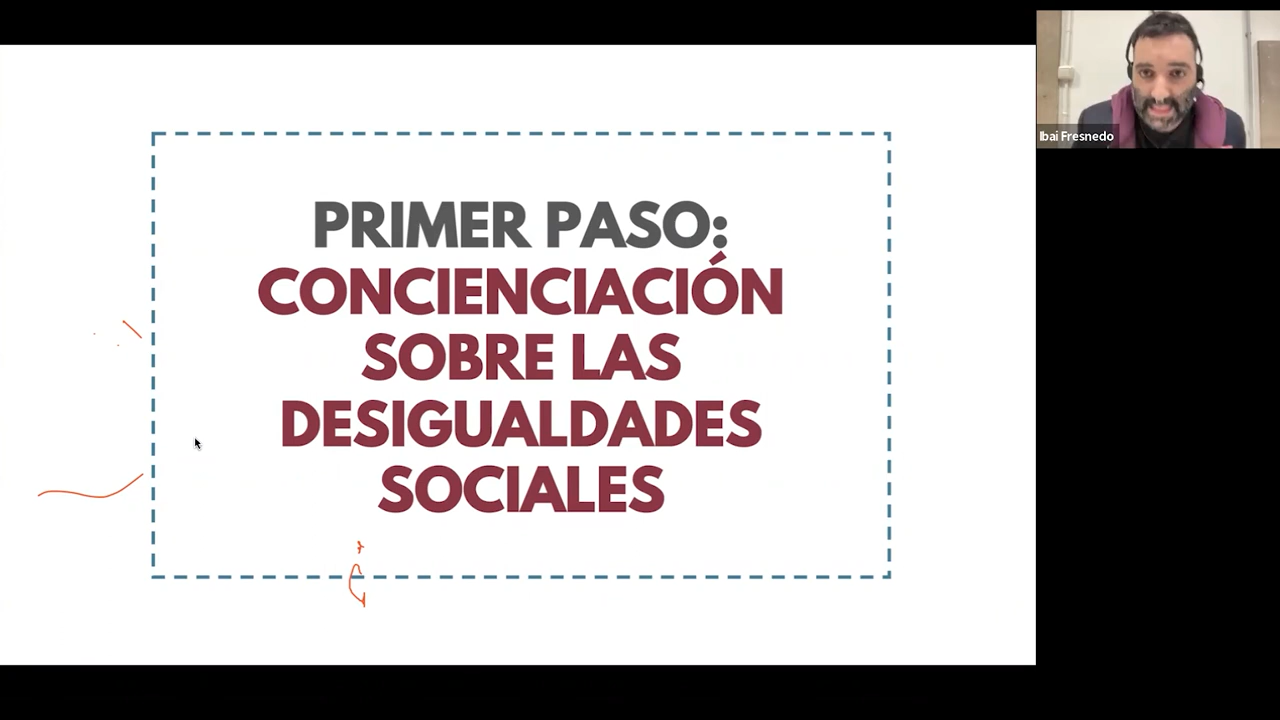 PRIMER PASO:
CONCIENCIACIÓN
SOBRE LAS
DESIGUALDADES
SOCIALES
Ibai Fresnedo